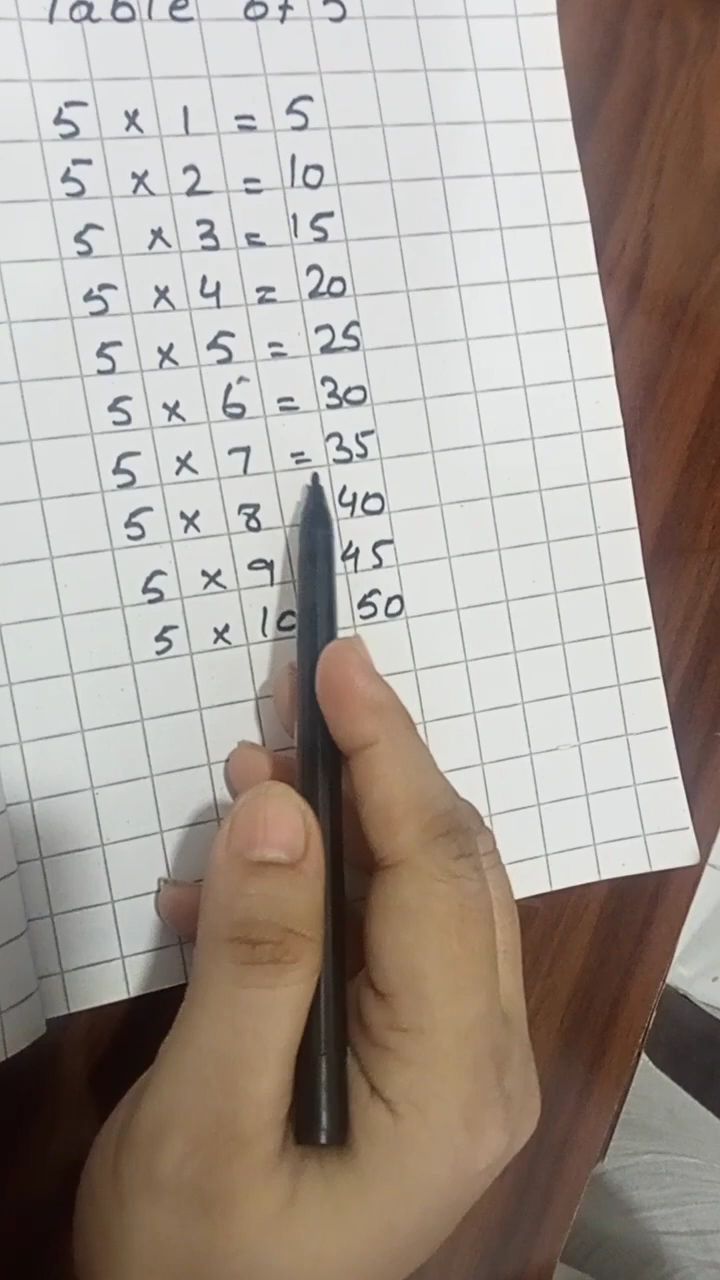 Table of 5
5 × 1 = 5
5 × 2 = 10
5 × 3 = 15
5 × 4 = 20
5 × 5 = 25
5 × 6 = 30
5 × 7 = 35
5 × 8 40
5 × 9 45
5 × 10 50